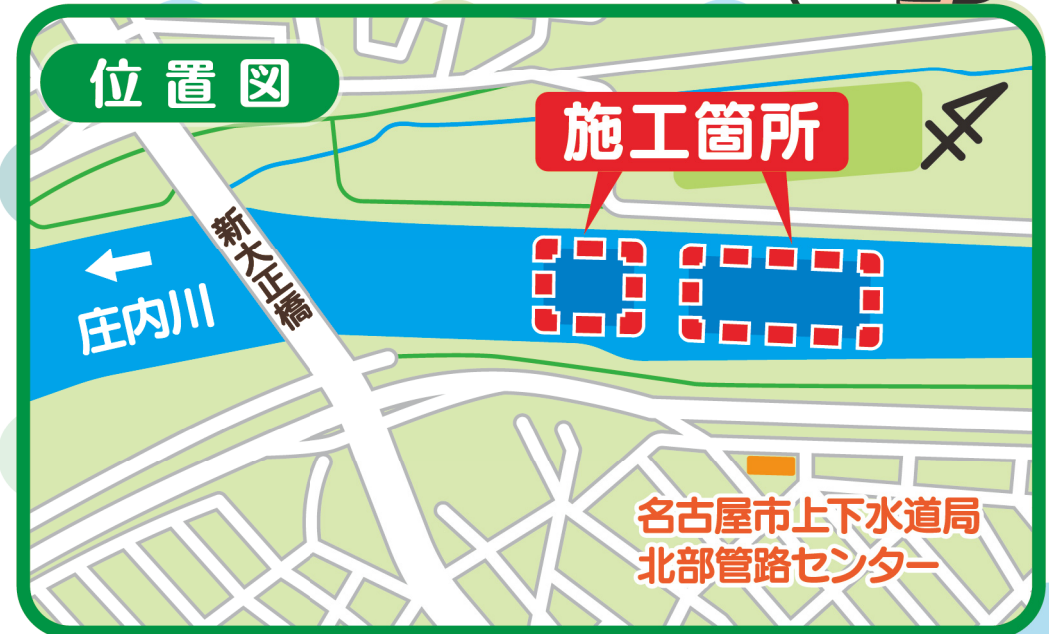 位置図
施工箇所
新大正橋
庄内川
名古屋市上下水道局
北部管路センター